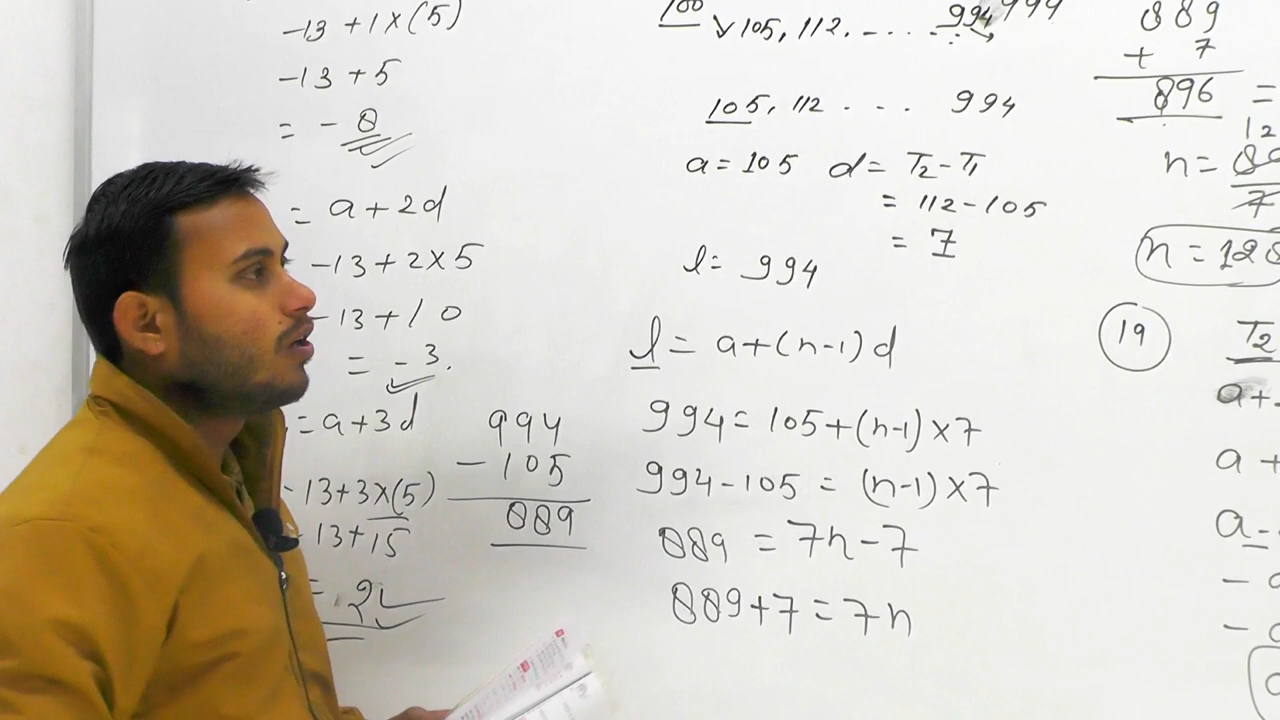 -13 + 1 × (5)
-13 + 5
= - 8
= a + 2d
-13 + 2 × 5
-13 + 10
= - 3.
= a + 3d
-13 + 3 × (5)
- 13 + 15
= 2
994
- 105
889
100 105, 112, ..... 994 999
105, 112 ... 994
a = 105 d = T2 - T1
= 112 - 105
= 7
l = 994
l = a + (n-1) d
994 = 105 + (n-1) × 7
994 - 105 = (n-1) × 7
889 = 7n - 7
889 + 7 = 7n
889
+ 7
896 =
n =
7
n = 128
19 T2
a +
a +
a -